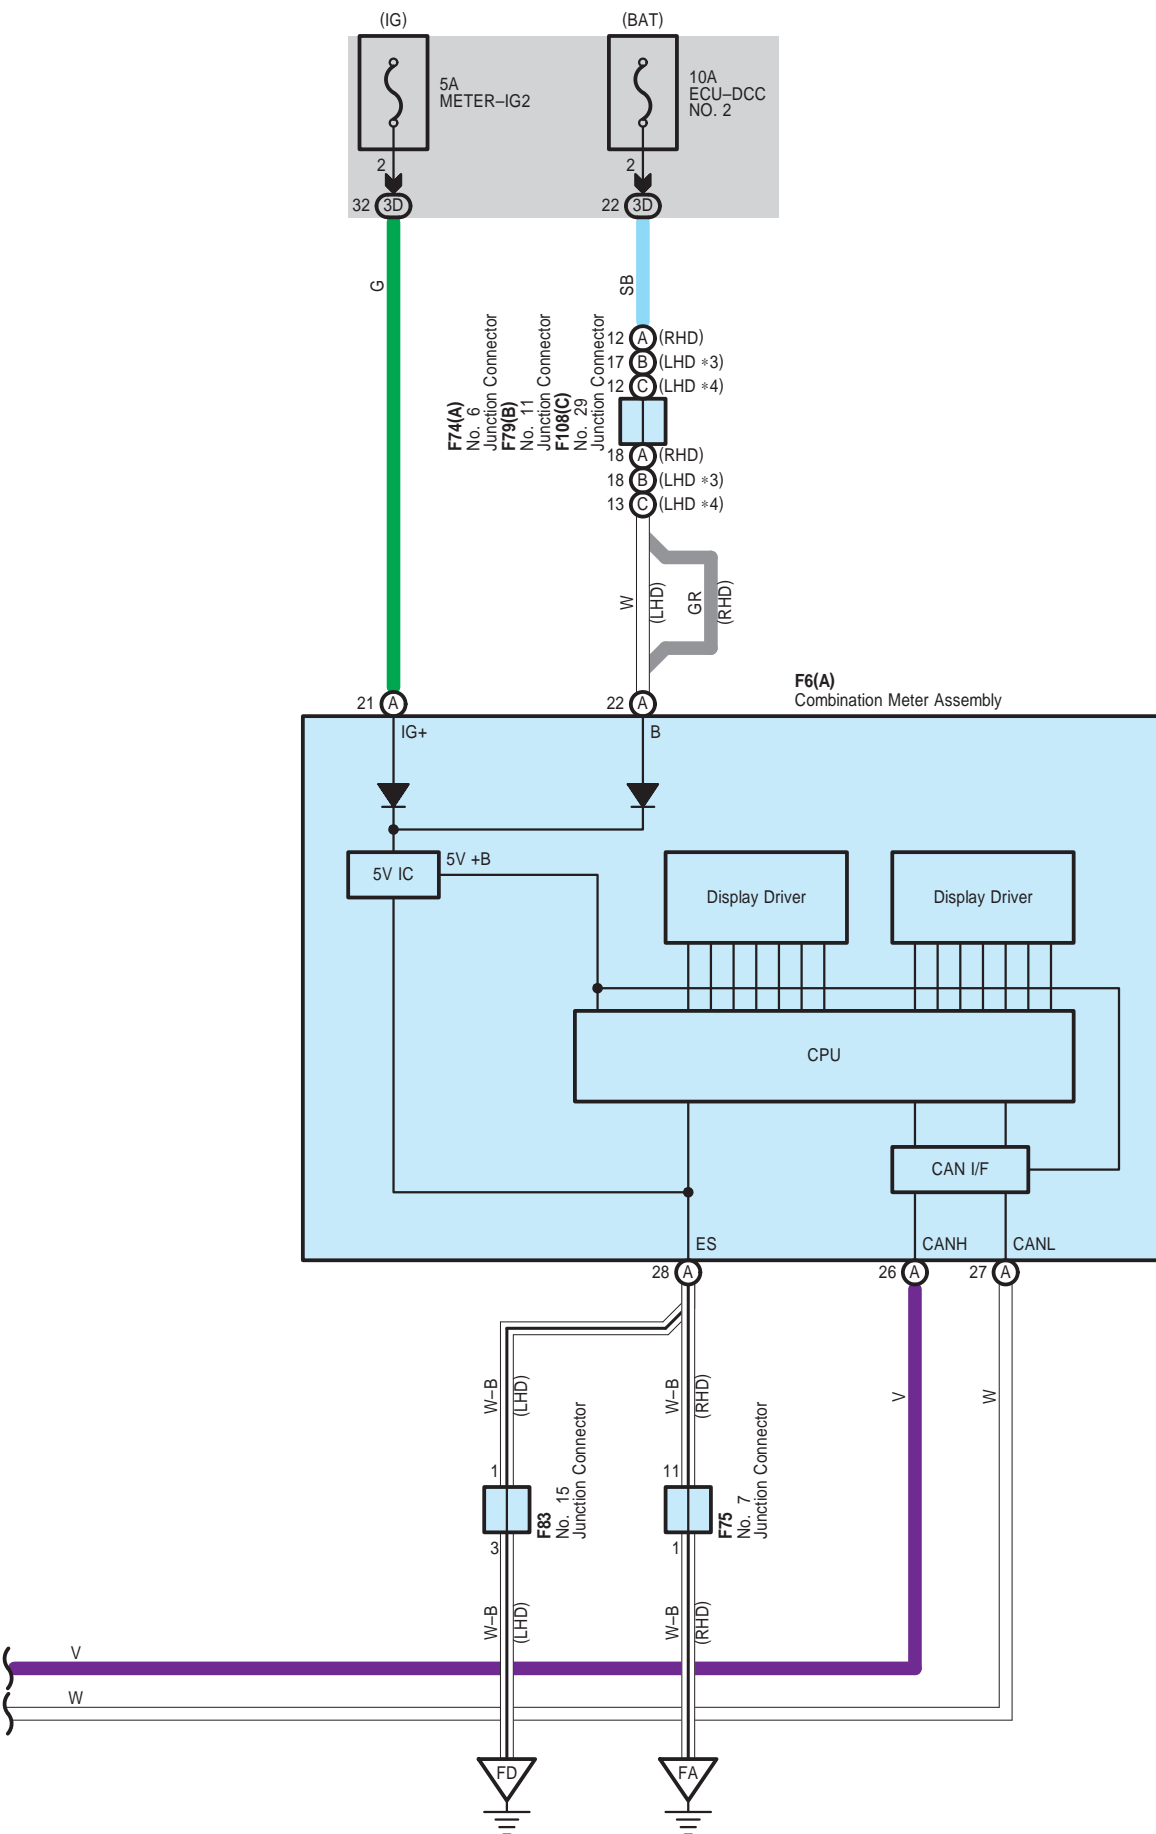 (IG)
(BAT)
5A
METER–IG2
10A
ECU–DCC
NO. 2
2
2
32 3D
22 3D
G
SB
F74(A)
No. 6
Junction Connector
F79(B)
No. 11
Junction Connector
F108(C)
No. 29
Junction Connector
12 A (RHD)
17 B (LHD *3)
12 C (LHD *4)
18 A (RHD)
18 B (LHD *3)
13 C (LHD *4)
W
(LHD)
GR
(RHD)
F6(A)
Combination Meter Assembly
21 A
22 A
IG+
B
5V IC
5V +B
Display Driver
Display Driver
CPU
CAN I/F
ES
CANH
CANL
28 A
26 A
27 A
W–B
(LHD)
W–B
(RHD)
V
W
1
11
F83
No. 15
Junction Connector
F75
No. 7
Junction Connector
3
1
W–B
(LHD)
W–B
(RHD)
V
W
FD
FA